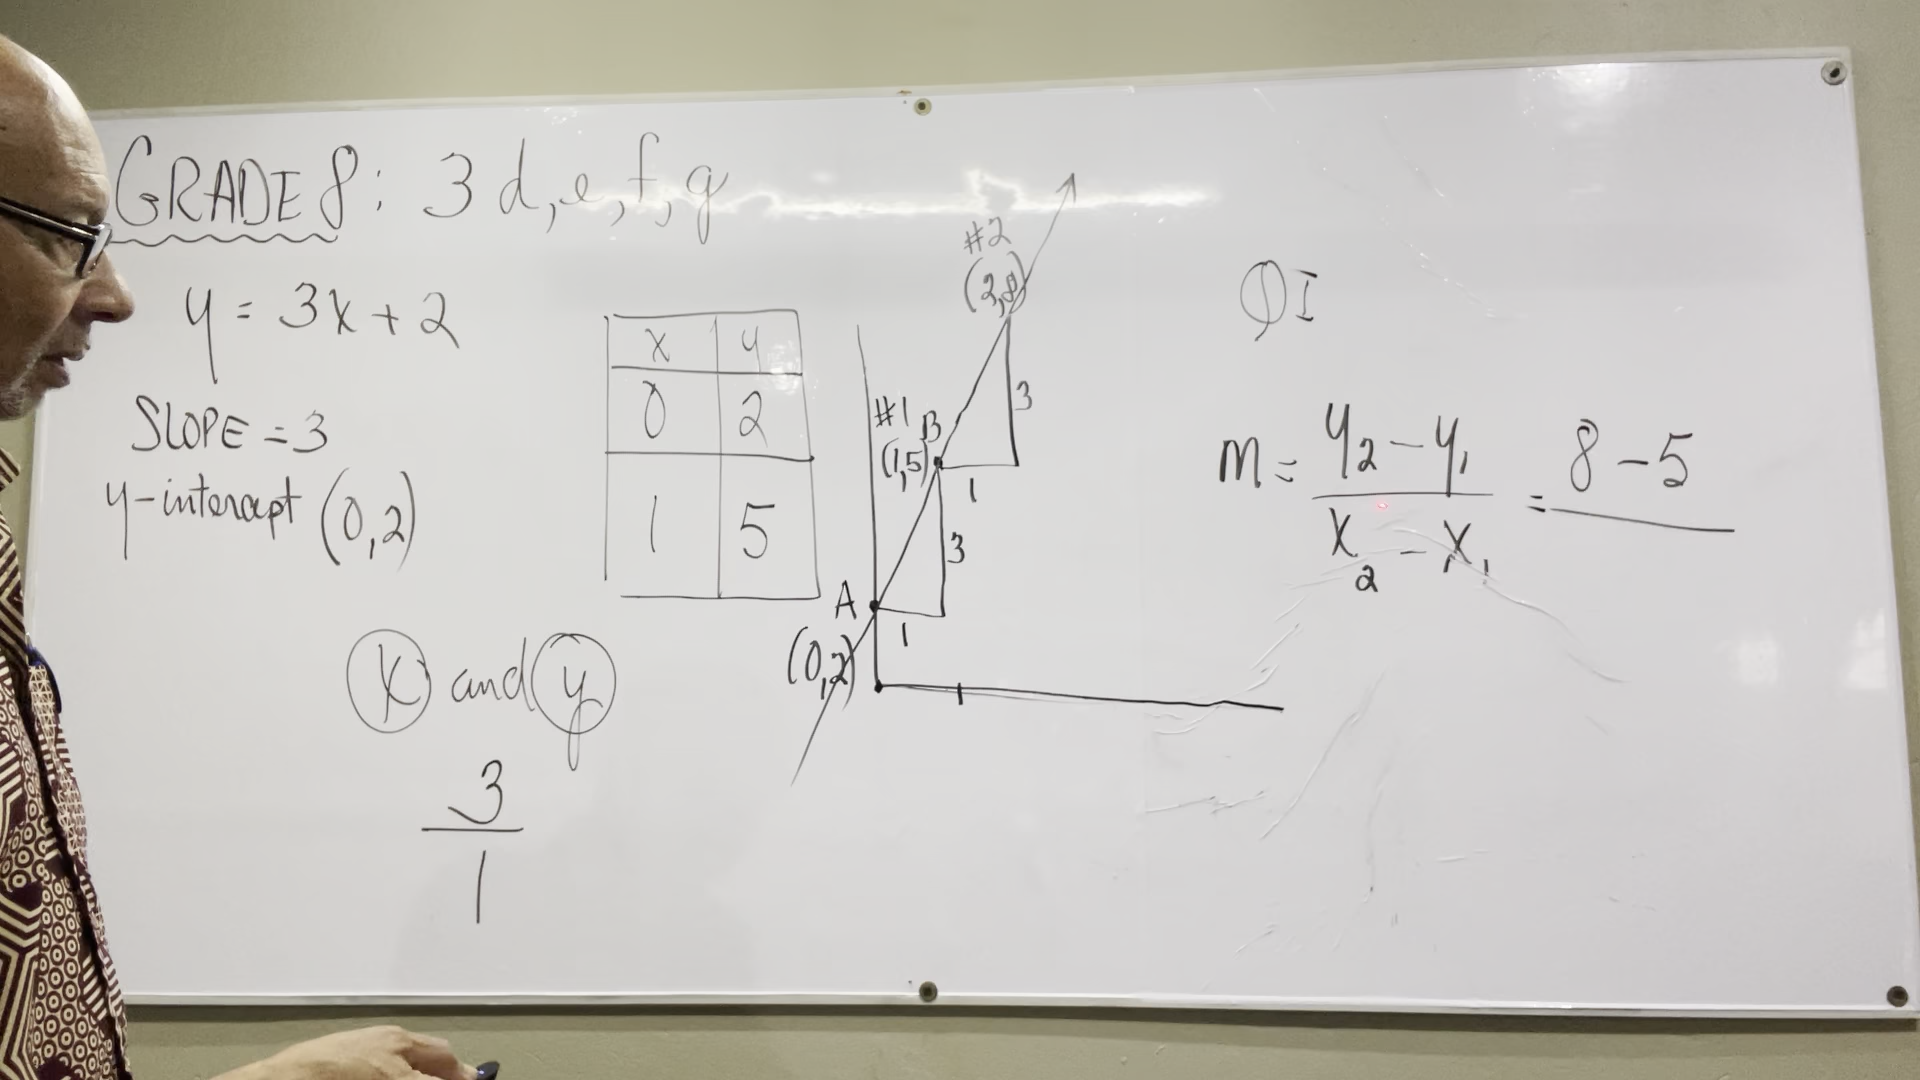 GRADE 8: 3 d, e, f, g
y = 3x + 2
SLOPE = 3
y-intercept (0,2)
x y
0 2
1 5
x and y
3
1
#2
(2,8)
3
1
#1
B
(1,5)
3
1
A
(0,2)
QI
m = y₂ - y₁ = 8 - 5
x₂ - x₁